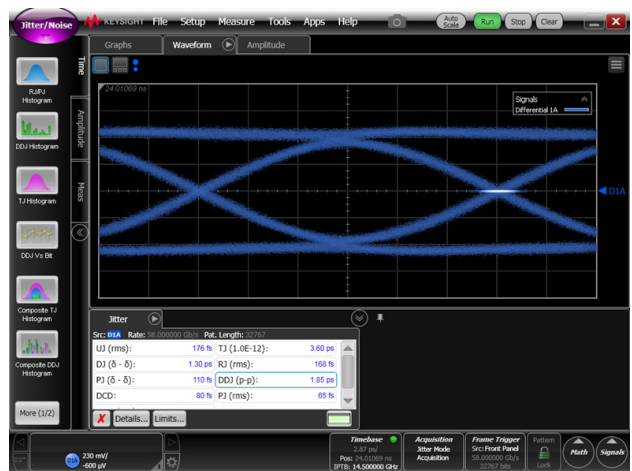 Jitter/Noise
KEYSIGHT File Setup Measure Tools Apps Help
Auto Scale
Run
Stop
Clear
Graphs
Waveform
Amplitude
RJ/PJ
Histogram
DDJ Histogram
TJ Histogram
DDJ Vs Bit
Composite TJ
Histogram
Composite DDJ
Histogram
More (1/2)
Time
Amplitude
Meas
24.01069 ns
Signals
Differential 1A
D1A
Jitter
Src: D1A Rate: 58.000000 Gb/s Pat. Length: 32767
UJ (rms): 176 fs TJ (1.0E-12): 3.60 ps
DJ (δ - δ): 1.30 ps RJ (rms): 168 fs
PJ (δ - δ): 110 fs DDJ (p-p): 1.85 ps
DCD: 80 fs PJ (rms): 65 fs
Details... Limits...
D1A
230 mV/
-600 µV
Timebase
2.87 ps/
Pos: 24.01069 ns
IPTB: 14.500000 GHz
Acquisition
Jitter Mode
Acquisition
Frame Trigger
Src: Front Panel
58.000000 Gb/s
32767 bits
Pattern
Lock
Math
Signals